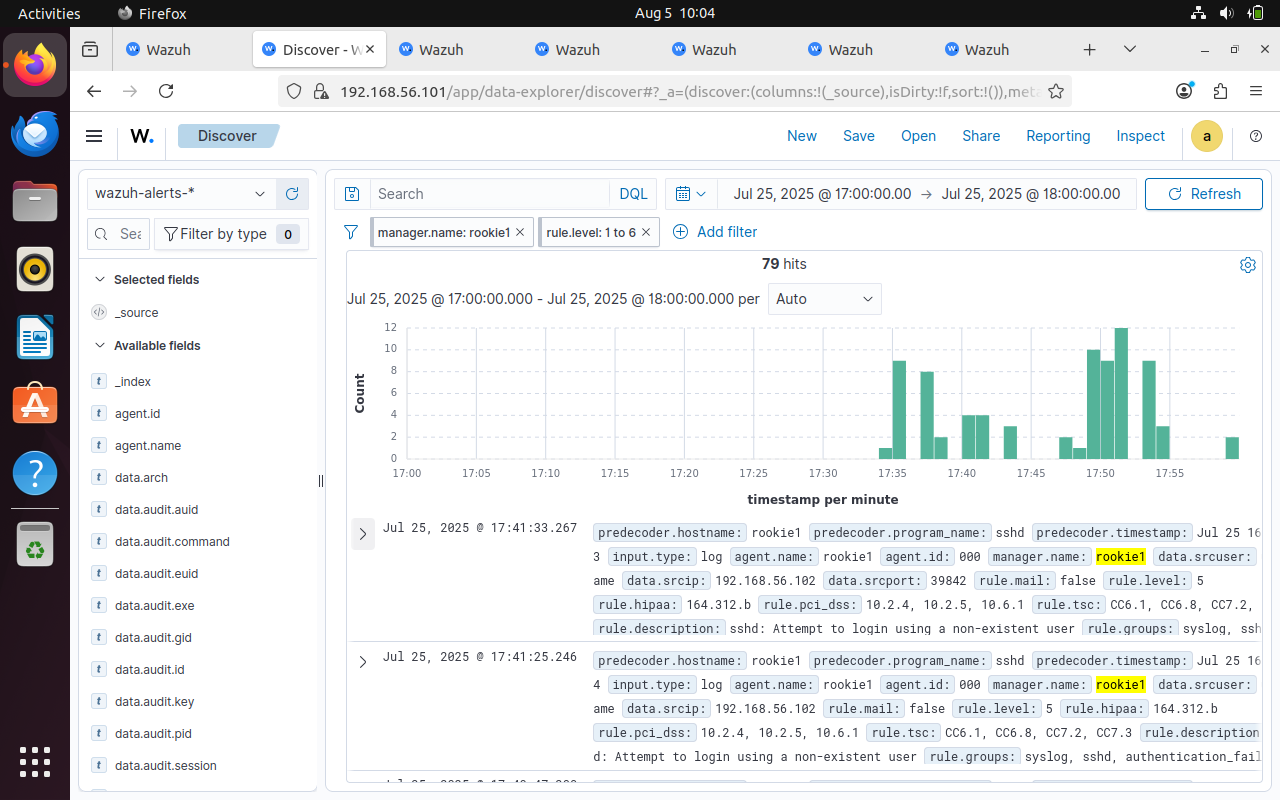 Activities Firefox Aug 5 10:04
Wazuh Discover - W Wazuh Wazuh Wazuh Wazuh Wazuh
192.168.56.101/app/data-explorer/discover#?_a=(discover:(columns:!(_source),isDirty:!f,sort:!()),meta
W. Discover New Save Open Share Reporting Inspect a
wazuh-alerts-* Search DQL Jul 25, 2025 @ 17:00:00.00 → Jul 25, 2025 @ 18:00:00.00 Refresh
Sea Filter by type 0 manager.name: rookie1 rule.level: 1 to 6 Add filter
79 hits
Jul 25, 2025 @ 17:00:00.000 - Jul 25, 2025 @ 18:00:00.000 per Auto
Selected fields
_source
Available fields
_index
agent.id
agent.name
data.arch
data.audit.auid
data.audit.command
data.audit.euid
data.audit.exe
data.audit.gid
data.audit.id
data.audit.key
data.audit.pid
data.audit.session
Count
12
10
8
6
4
2
0
17:00 17:05 17:10 17:15 17:20 17:25 17:30 17:35 17:40 17:45 17:50 17:55
timestamp per minute
Jul 25, 2025 @ 17:41:33.267 predecoder.hostname: rookie1 predecoder.program_name: sshd predecoder.timestamp: Jul 25 16
3 input.type: log agent.name: rookie1 agent.id: 000 manager.name: rookie1 data.srcuser:
ame data.srcip: 192.168.56.102 data.srcport: 39842 rule.mail: false rule.level: 5
rule.hipaa: 164.312.b rule.pci_dss: 10.2.4, 10.2.5, 10.6.1 rule.tsc: CC6.1, CC6.8, CC7.2,
rule.description: sshd: Attempt to login using a non-existent user rule.groups: syslog, ssh
Jul 25, 2025 @ 17:41:25.246 predecoder.hostname: rookie1 predecoder.program_name: sshd predecoder.timestamp: Jul 25 16
4 input.type: log agent.name: rookie1 agent.id: 000 manager.name: rookie1 data.srcuser:
ame data.srcip: 192.168.56.102 rule.mail: false rule.level: 5 rule.hipaa: 164.312.b
rule.pci_dss: 10.2.4, 10.2.5, 10.6.1 rule.tsc: CC6.1, CC6.8, CC7.2, CC7.3 rule.description
d: Attempt to login using a non-existent user rule.groups: syslog, sshd, authentication_fail